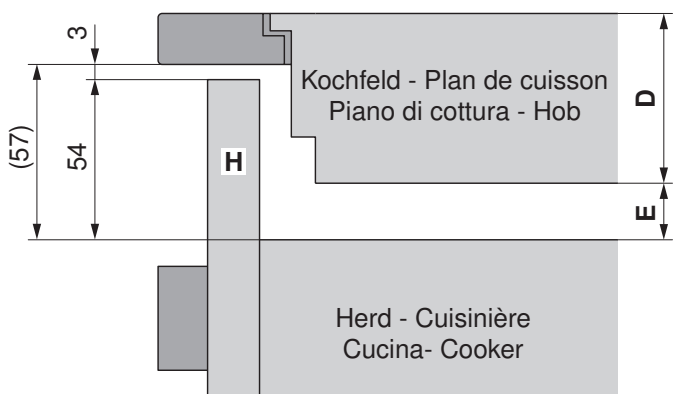 3
(57)
54
H
Kochfeld - Plan de cuisson
Piano di cottura - Hob
D
E
Herd - Cuisinière
Cucina- Cooker